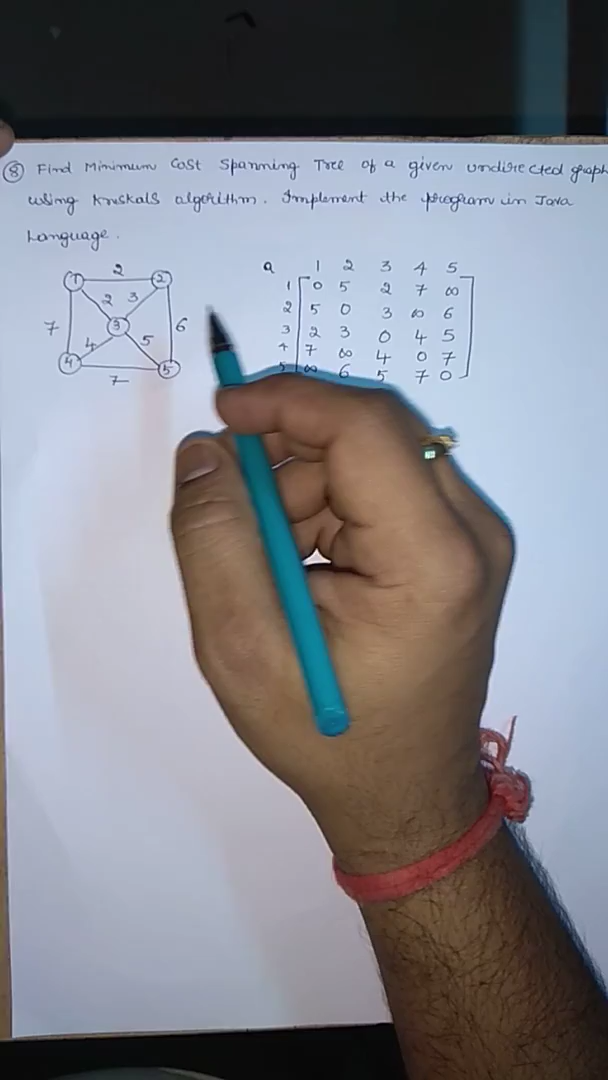 ⑧ Find Minimum Cost Spanning Tree of a given undirected graph
using Kruskals algorithm. Implement the program in Java
Language.
2
1 2
2 3
7 3 6
4 5
4 5
7
a 1 2 3 4 5
1 0 5 2 7 ∞
2 5 0 3 ∞ 6
3 2 3 0 4 5
4 7 ∞ 4 0 7
5 ∞ 6 5 7 0